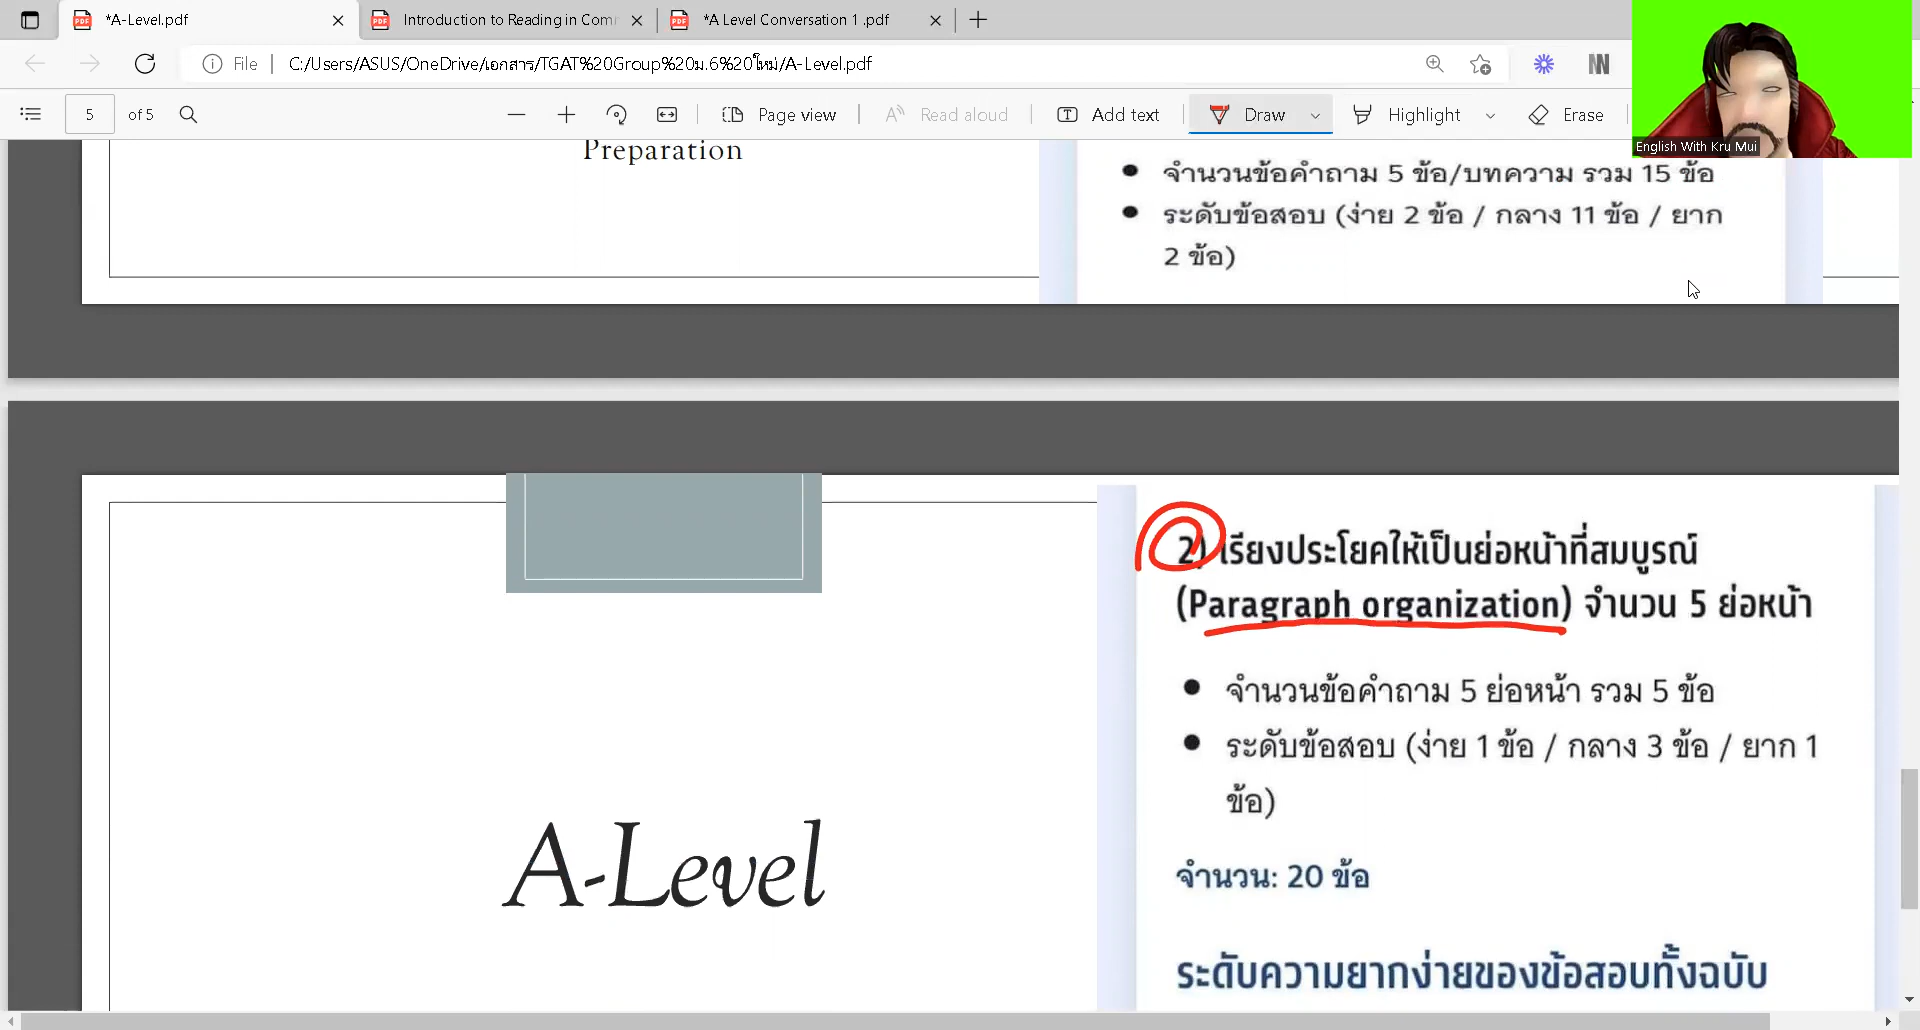 *A-Level.pdf
Introduction to Reading in Com
*A Level Conversation 1 .pdf
File
C:/Users/ASUS/OneDrive/เอกสาร/TGAT%20Group%20ม.6%20ใหม่/A-Level.pdf
5
of 5
Page view
Read aloud
Add text
Draw
Highlight
Erase
English With Kru Mui
Preparation
• จำนวนข้อคำถาม 5 ข้อ/บทความ รวม 15 ข้อ
• ระดับข้อสอบ (ง่าย 2 ข้อ / กลาง 11 ข้อ / ยาก
2 ข้อ)
2) เรียงประโยคให้เป็นย่อหน้าที่สมบูรณ์
(Paragraph organization) จำนวน 5 ย่อหน้า
• จำนวนข้อคำถาม 5 ย่อหน้า รวม 5 ข้อ
• ระดับข้อสอบ (ง่าย 1 ข้อ / กลาง 3 ข้อ / ยาก 1
ข้อ)
A-Level
จำนวน: 20 ข้อ
ระดับความยากง่ายของข้อสอบทั้งฉบับ